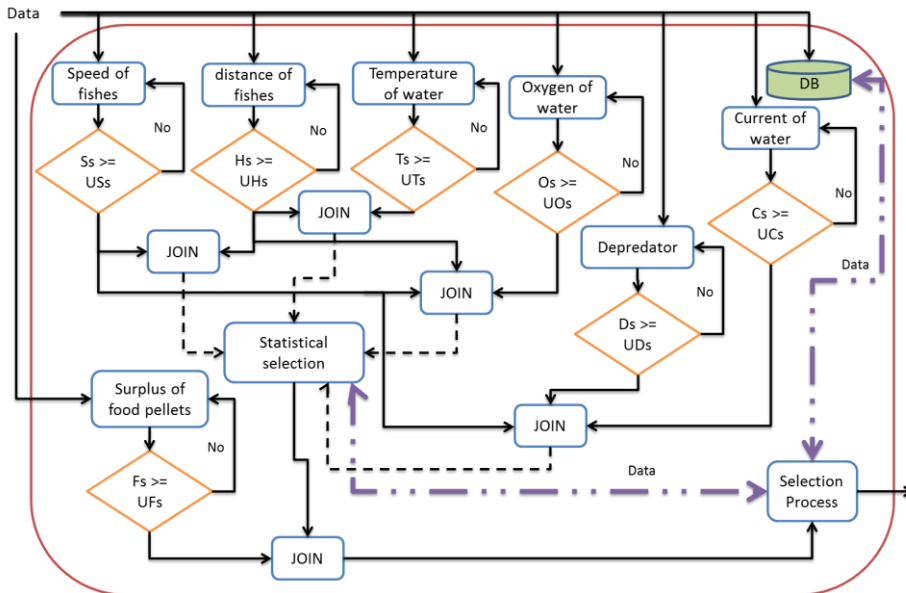 Data
Speed of
fishes
distance of
fishes
Temperature
of water
Oxygen of
water
DB
Current of
water
No
No
No
No
No
Ss >=
USs
Hs >=
UHs
Ts >=
UTs
Os >=
UOs
Cs >=
UCs
JOIN
JOIN
Depredator
Data
JOIN
No
Ds >=
UDs
Statistical
selection
Surplus of
food pellets
JOIN
No
Data
Fs >=
UFs
Selection
Process
JOIN